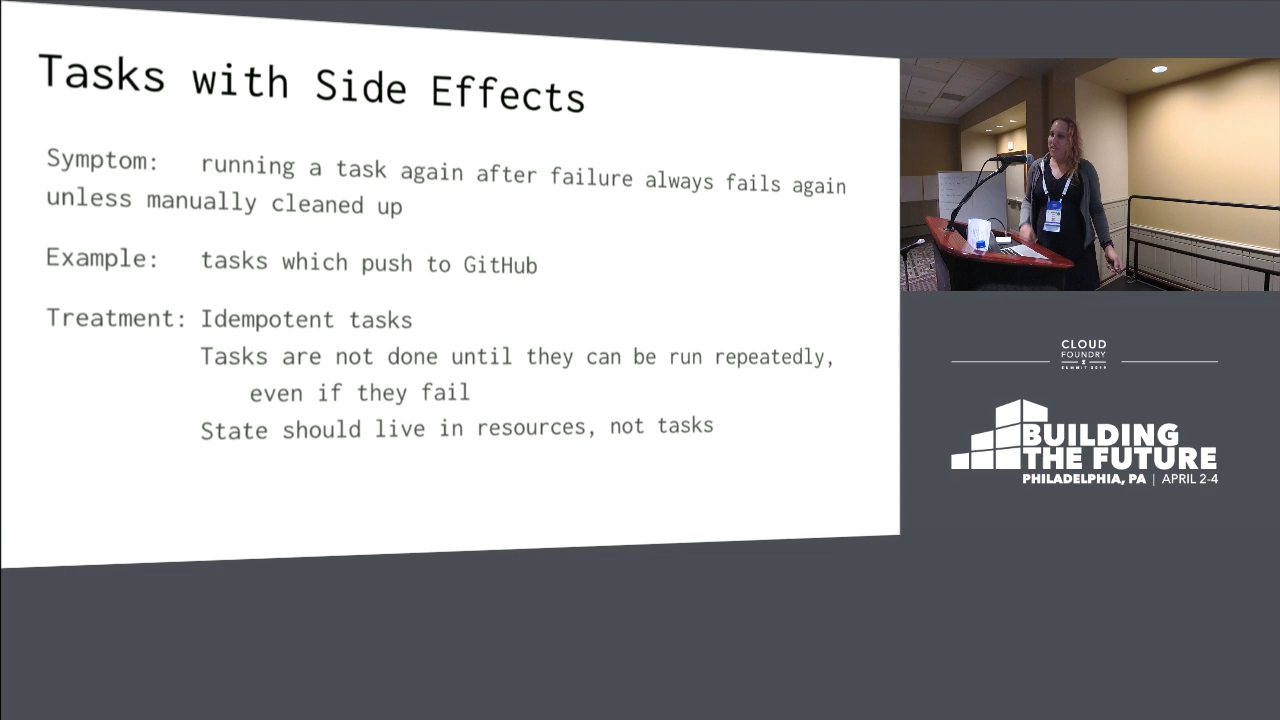 Tasks with Side Effects
Symptom: running a task again after failure always fails again
unless manually cleaned up
Example: tasks which push to GitHub
Treatment: Idempotent tasks
Tasks are not done until they can be run repeatedly,
even if they fail
State should live in resources, not tasks
CLOUD
FOUNDRY
SUMMIT 2019
BUILDING
THE FUTURE
PHILADELPHIA, PA | APRIL 2-4